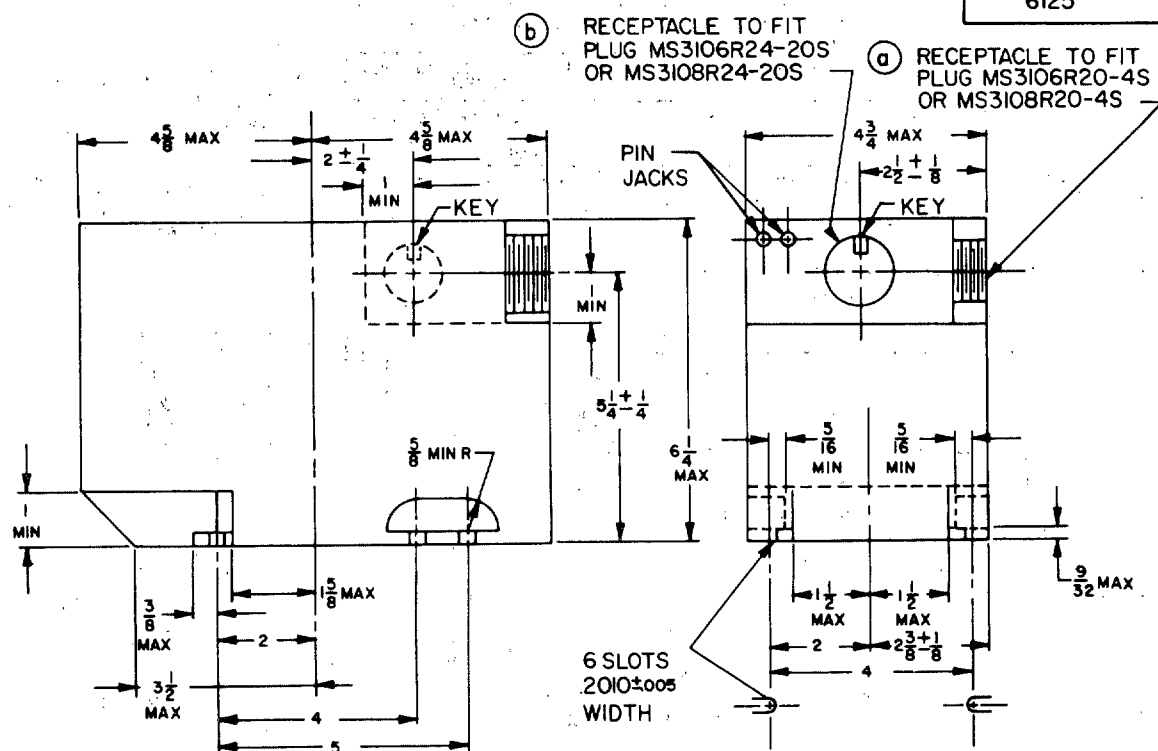 6125
b RECEPTACLE TO FIT
PLUG MS3106R24-20S
OR MS3108R24-20S
a RECEPTACLE TO FIT
PLUG MS3106R20-4S
OR MS3108R20-4S
4 5/8 MAX
4 5/8 MAX
2 ± 1/4
1 MIN
KEY
4 3/4 MAX
2 1/2 ± 1/8
PIN
JACKS
KEY
1 MIN
5 1/4 ± 1/4
6 1/4 MAX
5/8 MIN R
5/16 MIN
5/16 MIN
1 MIN
1 5/8 MAX
3/8 MAX
2
3 1/2 MAX
4
5
9/32 MAX
1 1/2 MAX
1 1/2 MAX
2
2 3/8 ± 1/8
4
6 SLOTS
.2010±.005
WIDTH